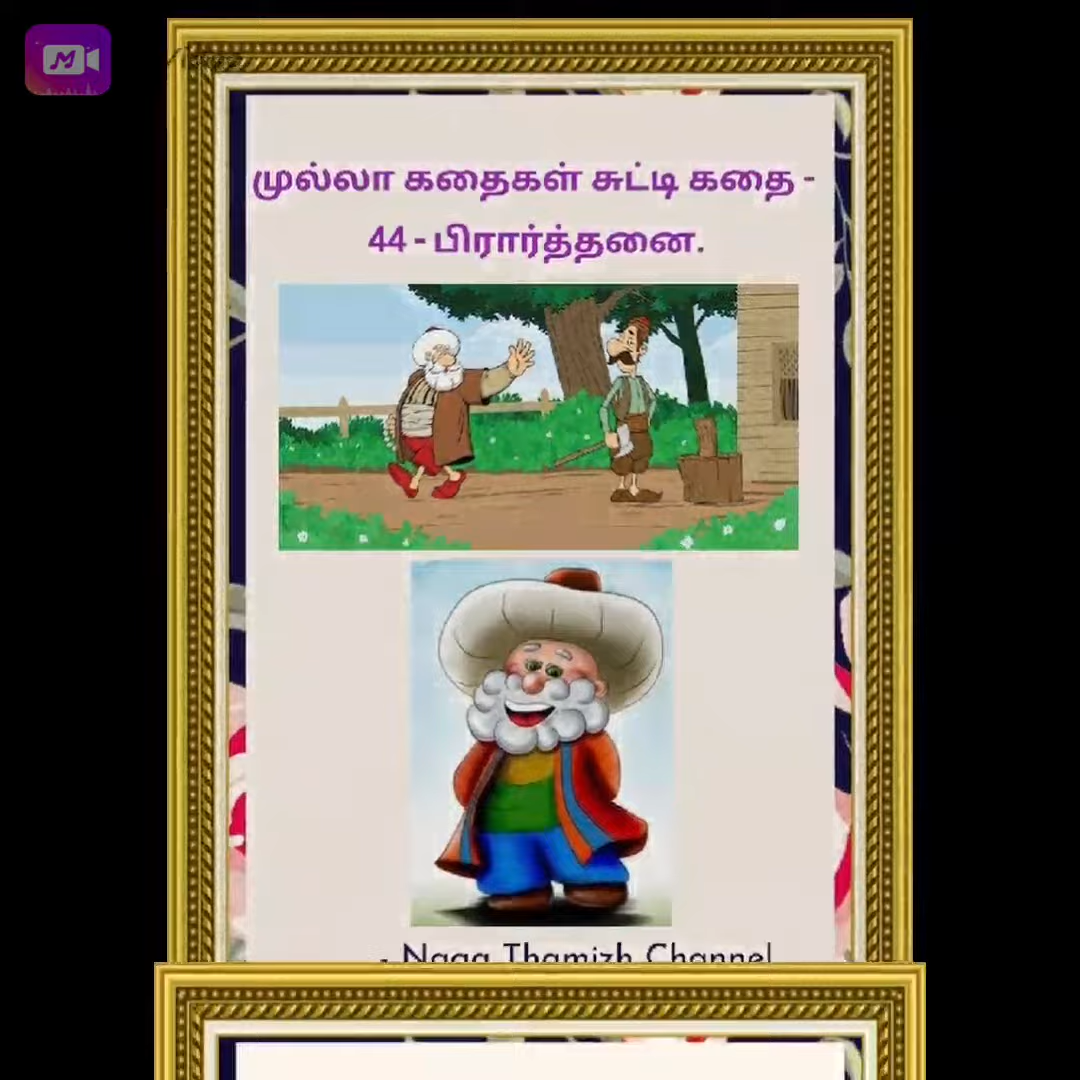 முல்லா கதைகள் சுட்டி கதை -
44 - பிரார்த்தனை.
- Naga Thamizh Channel